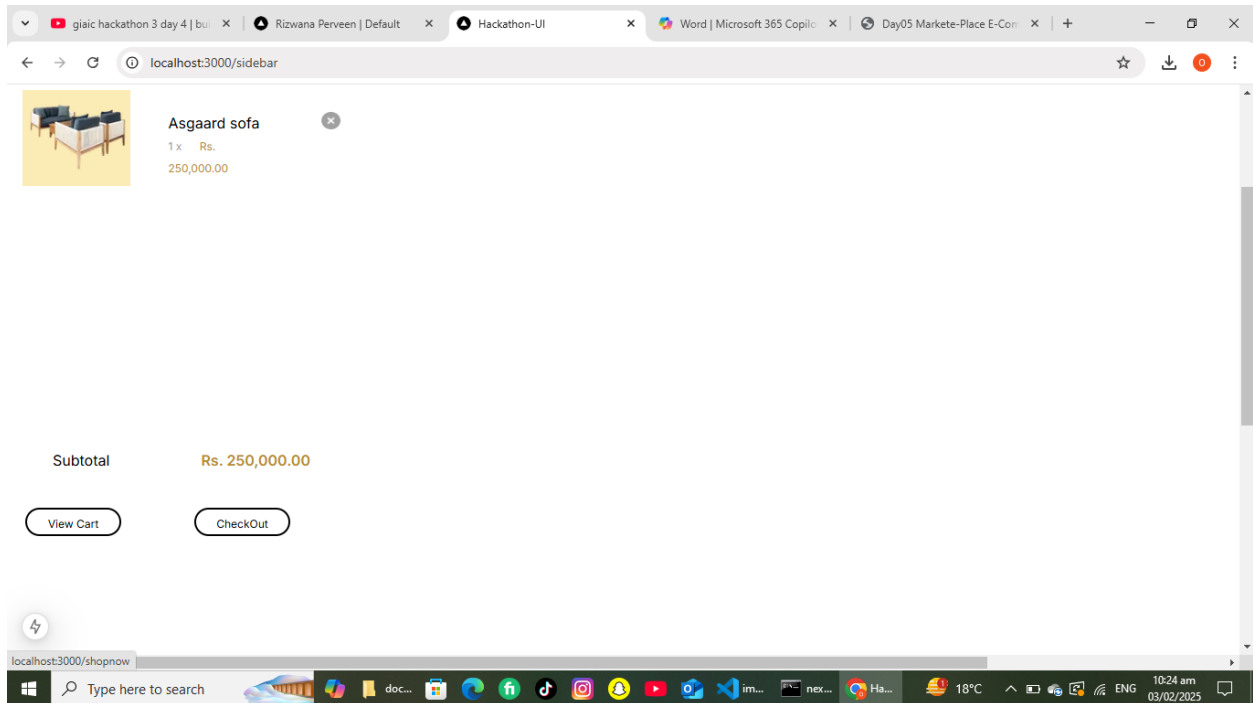 giaic hackathon 3 day 4 | bui
Rizwana Perveen | Default
Hackathon-UI
Word | Microsoft 365 Copilo
Day05 Markete-Place E-Com
localhost:3000/sidebar
O
Asgaard sofa
1 x Rs.
250,000.00
Subtotal Rs. 250,000.00
View Cart CheckOut
localhost:3000/shopnow
Type here to search
doc...
im...
nex...
Ha...
18°C
ENG
10:24 am
03/02/2025